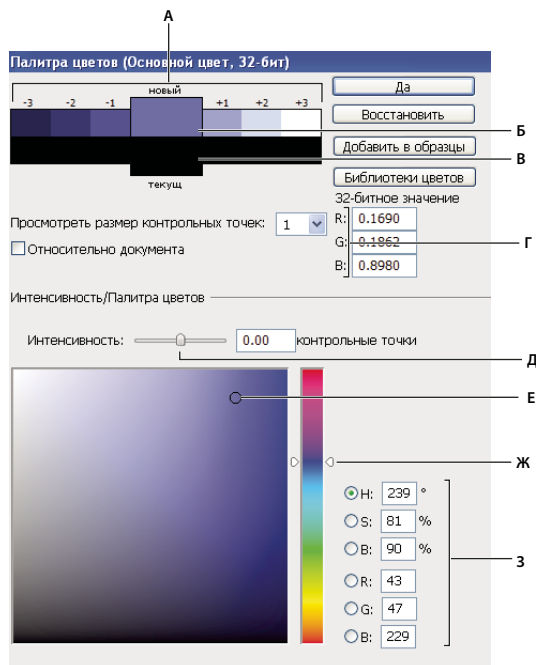 А
Палитра цветов (Основной цвет, 32-бит)
новый
-3 -2 -1 +1 +2 +3
текущ
Да
Восстановить
Добавить в образцы
Библиотеки цветов
Б
В
32-битное значение
Просмотреть размер контрольных точек: 1
Относительно документа
R: 0.1690
G: 0.1862
B: 0.8980
Г
Интенсивность/Палитра цветов
Интенсивность: 0.00 контрольные точки
Д
Е
Ж
H: 239 °
S: 81 %
B: 90 %
R: 43
G: 47
B: 229
З